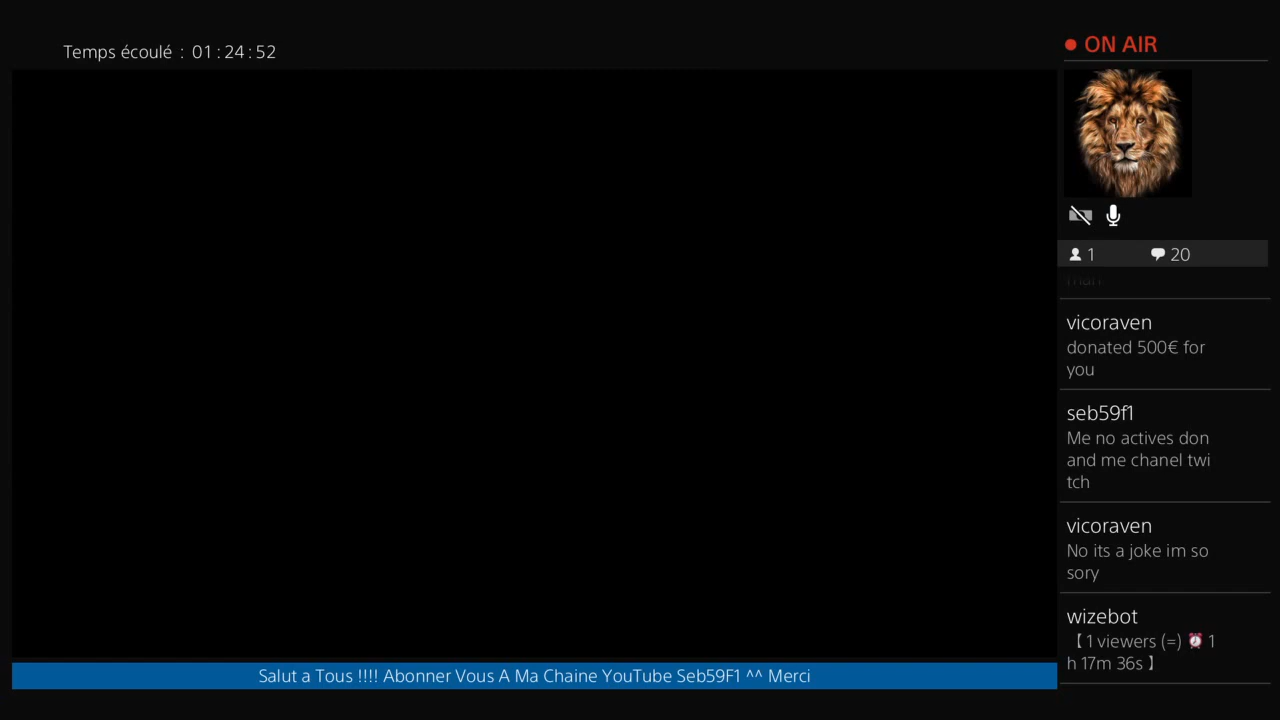 Temps écoulé : 01:24:52
ON AIR
1 20
vicoraven
donated 500€ for
you
seb59f1
Me no actives don
and me chanel twi
tch
vicoraven
No its a joke im so
sory
wizebot
【 1 viewers (=) ⏰ 1
h 17m 36s 】
Salut a Tous !!!! Abonner Vous A Ma Chaine YouTube Seb59F1 ^^ Merci